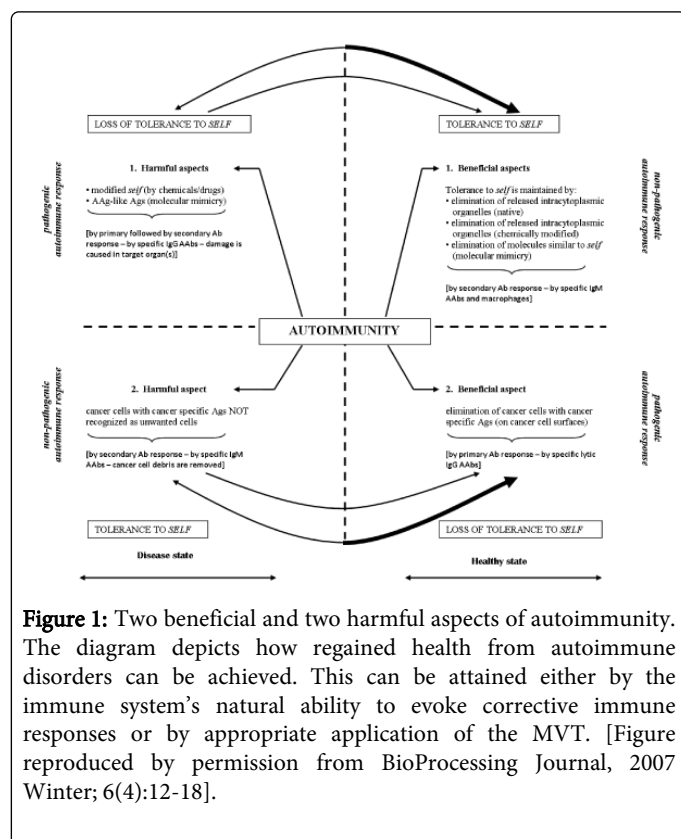 LOSS OF TOLERANCE TO SELF
TOLERANCE TO SELF
pathogenic
autoimmune response
1. Harmful aspects
• modified self (by chemicals/drugs)
• AAg-like Ags (molecular mimicry)
[by primary followed by secondary Ab
response – by specific IgG AAbs – damage is
caused in target organ(s)]
1. Beneficial aspects
Tolerance to self is maintained by:
• elimination of released intracytoplasmic
organelles (native)
• elimination of released intracytoplasmic
organelles (chemically modified)
• elimination of molecules similar to self
(molecular mimicry)
[by secondary Ab response – by specific IgM
AAbs and macrophages]
non-pathogenic
autoimmune response
AUTOIMMUNITY
non-pathogenic
autoimmune response
2. Harmful aspect
cancer cells with cancer specific Ags NOT
recognized as unwanted cells
[by secondary Ab response – by specific IgM
AAbs – cancer cell debris are removed]
2. Beneficial aspect
elimination of cancer cells with cancer
specific Ags (on cancer cell surfaces)
[by primary Ab response – by specific lytic
IgG AAbs]
pathogenic
autoimmune response
TOLERANCE TO SELF
LOSS OF TOLERANCE TO SELF
Disease state
Healthy state
Figure 1: Two beneficial and two harmful aspects of autoimmunity.
The diagram depicts how regained health from autoimmune
disorders can be achieved. This can be attained either by the
immune system's natural ability to evoke corrective immune
responses or by appropriate application of the MVT. [Figure
reproduced by permission from BioProcessing Journal, 2007
Winter; 6(4):12-18].